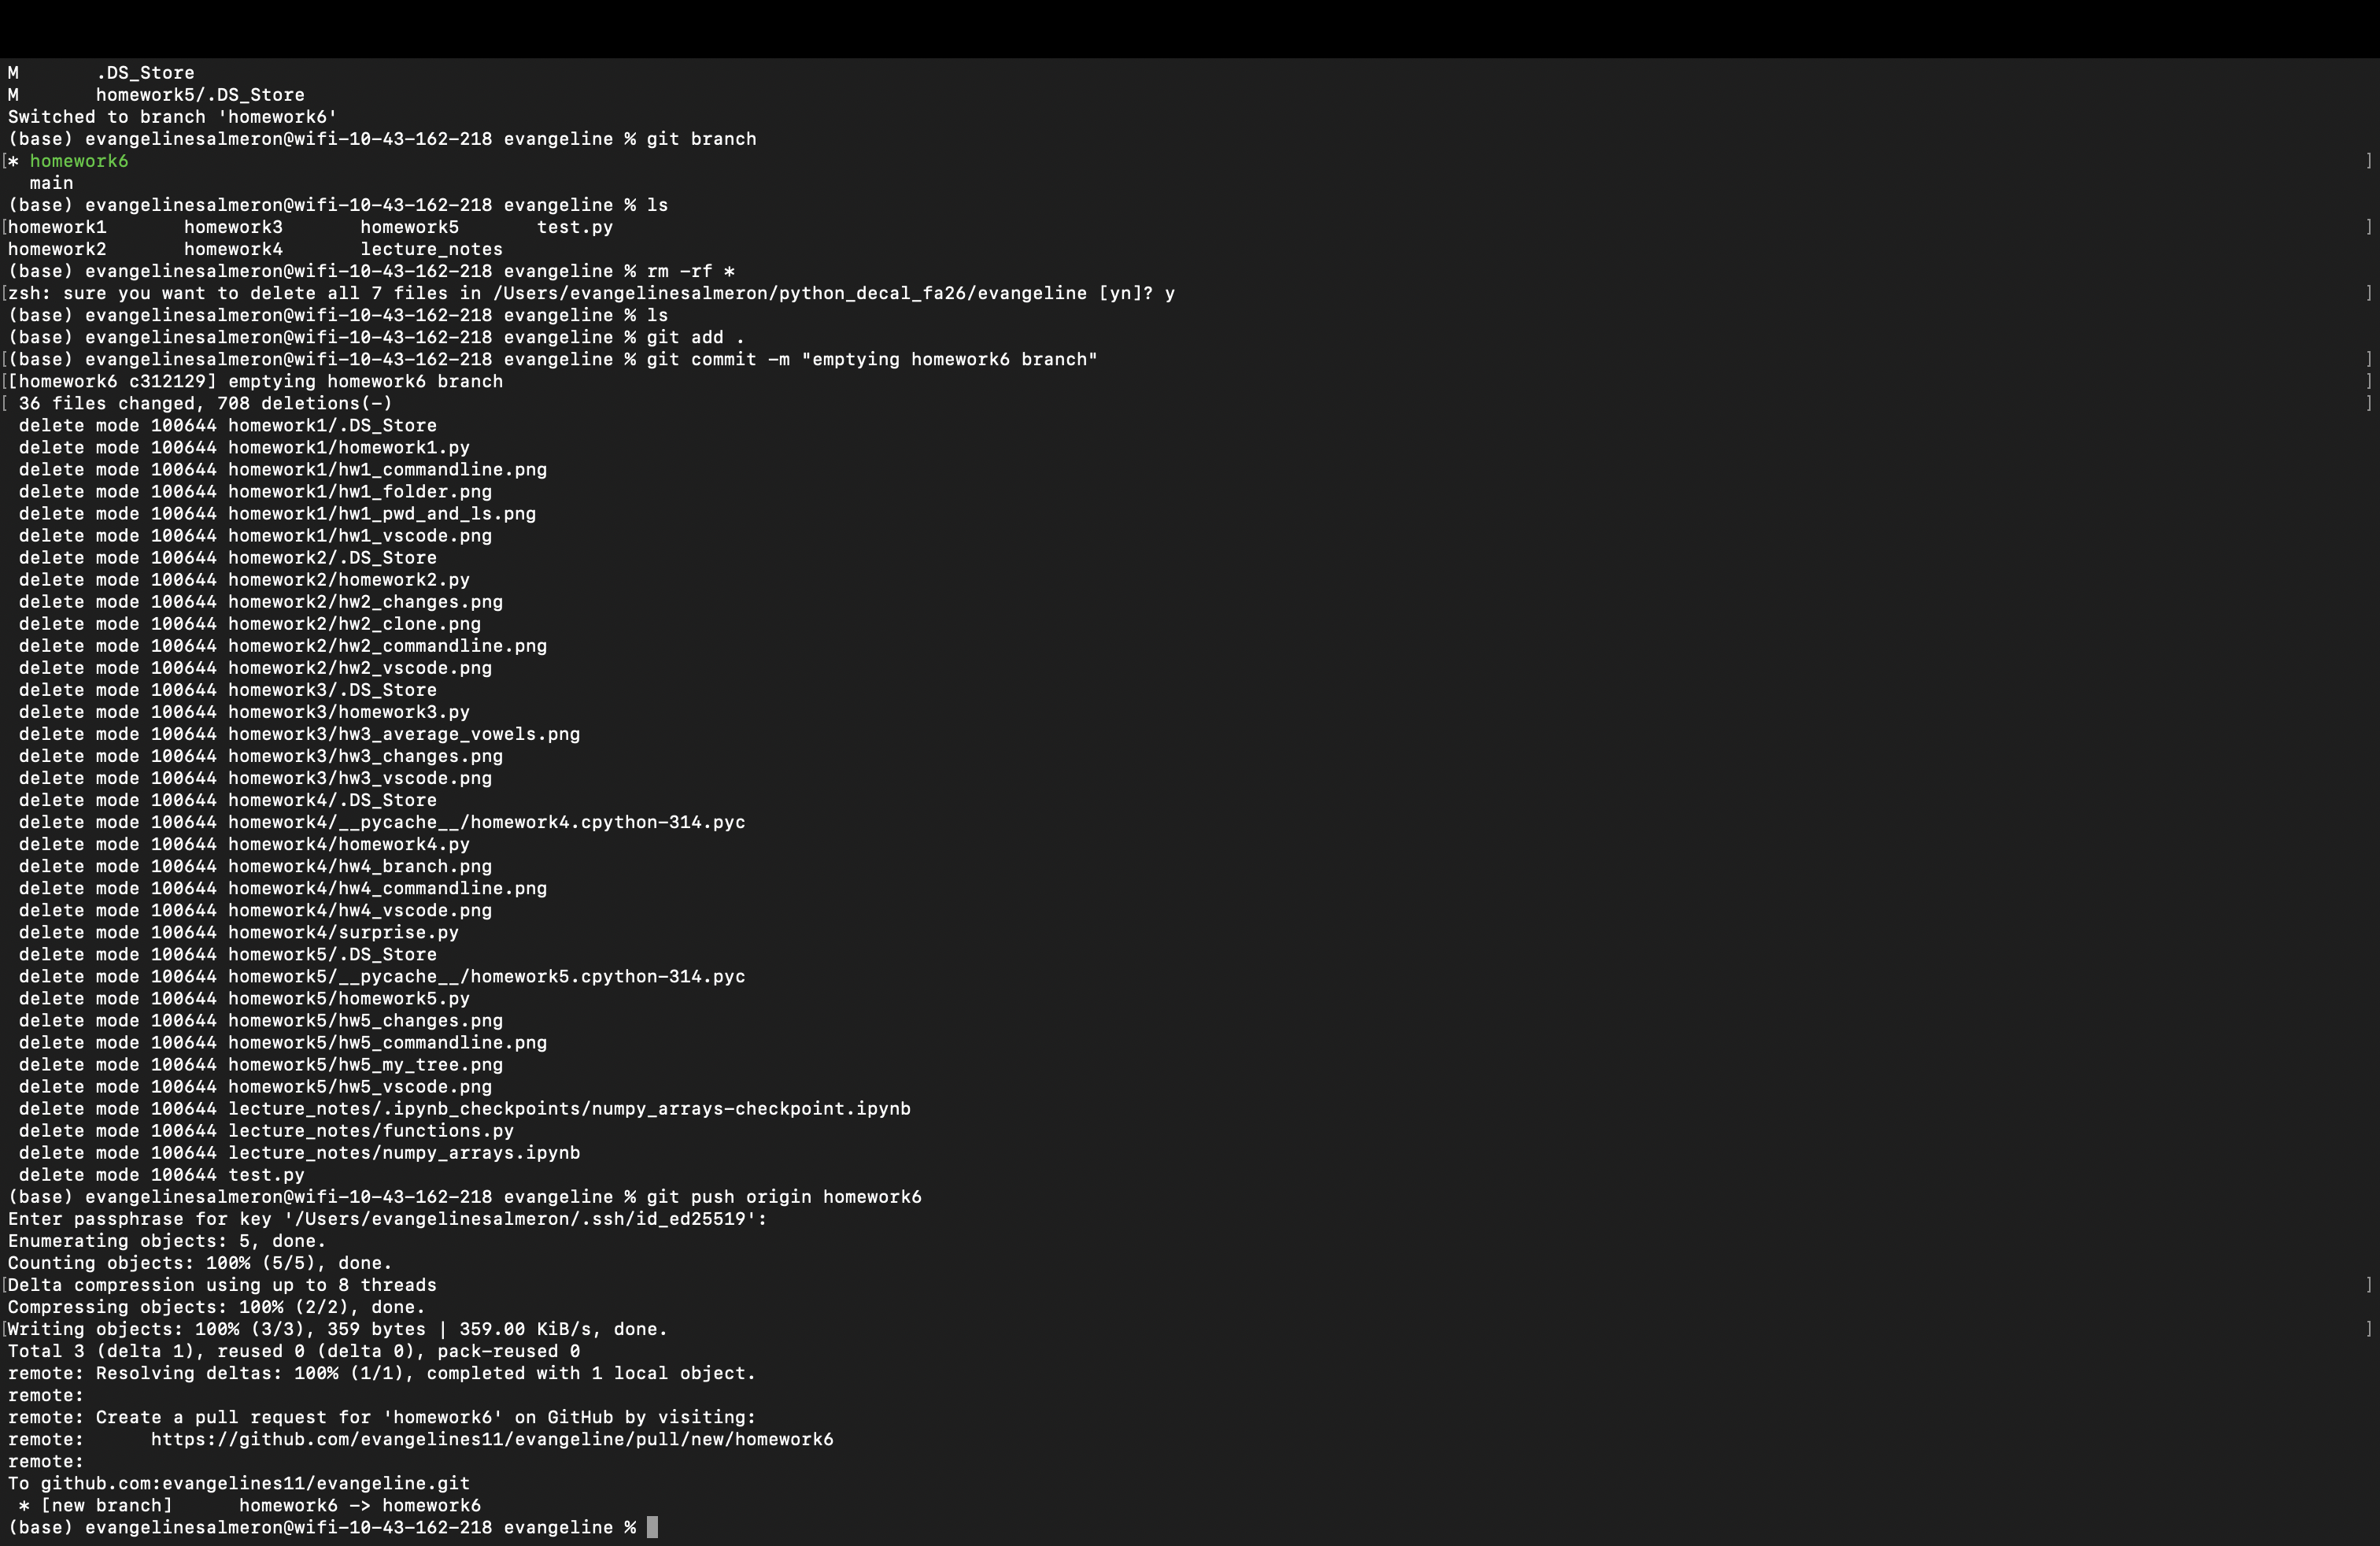 M       .DS_Store
M       homework5/.DS_Store
Switched to branch 'homework6'
(base) evangelinesalmeron@wifi-10-43-162-218 evangeline % git branch
[* homework6 ]
  main
(base) evangelinesalmeron@wifi-10-43-162-218 evangeline % ls
[homework1       homework3       homework5       test.py ]
homework2       homework4       lecture_notes
(base) evangelinesalmeron@wifi-10-43-162-218 evangeline % rm -rf *
[zsh: sure you want to delete all 7 files in /Users/evangelinesalmeron/python_decal_fa26/evangeline [yn]? y ]
(base) evangelinesalmeron@wifi-10-43-162-218 evangeline % ls
(base) evangelinesalmeron@wifi-10-43-162-218 evangeline % git add .
[(base) evangelinesalmeron@wifi-10-43-162-218 evangeline % git commit -m "emptying homework6 branch" ]
[[homework6 c312129] emptying homework6 branch ]
[ 36 files changed, 708 deletions(-) ]
 delete mode 100644 homework1/.DS_Store
 delete mode 100644 homework1/homework1.py
 delete mode 100644 homework1/hw1_commandline.png
 delete mode 100644 homework1/hw1_folder.png
 delete mode 100644 homework1/hw1_pwd_and_ls.png
 delete mode 100644 homework1/hw1_vscode.png
 delete mode 100644 homework2/.DS_Store
 delete mode 100644 homework2/homework2.py
 delete mode 100644 homework2/hw2_changes.png
 delete mode 100644 homework2/hw2_clone.png
 delete mode 100644 homework2/hw2_commandline.png
 delete mode 100644 homework2/hw2_vscode.png
 delete mode 100644 homework3/.DS_Store
 delete mode 100644 homework3/homework3.py
 delete mode 100644 homework3/hw3_average_vowels.png
 delete mode 100644 homework3/hw3_changes.png
 delete mode 100644 homework3/hw3_vscode.png
 delete mode 100644 homework4/.DS_Store
 delete mode 100644 homework4/__pycache__/homework4.cpython-314.pyc
 delete mode 100644 homework4/homework4.py
 delete mode 100644 homework4/hw4_branch.png
 delete mode 100644 homework4/hw4_commandline.png
 delete mode 100644 homework4/hw4_vscode.png
 delete mode 100644 homework4/surprise.py
 delete mode 100644 homework5/.DS_Store
 delete mode 100644 homework5/__pycache__/homework5.cpython-314.pyc
 delete mode 100644 homework5/homework5.py
 delete mode 100644 homework5/hw5_changes.png
 delete mode 100644 homework5/hw5_commandline.png
 delete mode 100644 homework5/hw5_my_tree.png
 delete mode 100644 homework5/hw5_vscode.png
 delete mode 100644 lecture_notes/.ipynb_checkpoints/numpy_arrays-checkpoint.ipynb
 delete mode 100644 lecture_notes/functions.py
 delete mode 100644 lecture_notes/numpy_arrays.ipynb
 delete mode 100644 test.py
(base) evangelinesalmeron@wifi-10-43-162-218 evangeline % git push origin homework6
Enter passphrase for key '/Users/evangelinesalmeron/.ssh/id_ed25519':
Enumerating objects: 5, done.
Counting objects: 100% (5/5), done.
[Delta compression using up to 8 threads ]
Compressing objects: 100% (2/2), done.
[Writing objects: 100% (3/3), 359 bytes | 359.00 KiB/s, done. ]
Total 3 (delta 1), reused 0 (delta 0), pack-reused 0
remote: Resolving deltas: 100% (1/1), completed with 1 local object.
remote:
remote: Create a pull request for 'homework6' on GitHub by visiting:
remote:      https://github.com/evangelines11/evangeline/pull/new/homework6
remote:
To github.com:evangelines11/evangeline.git
 * [new branch]      homework6 -> homework6
(base) evangelinesalmeron@wifi-10-43-162-218 evangeline %